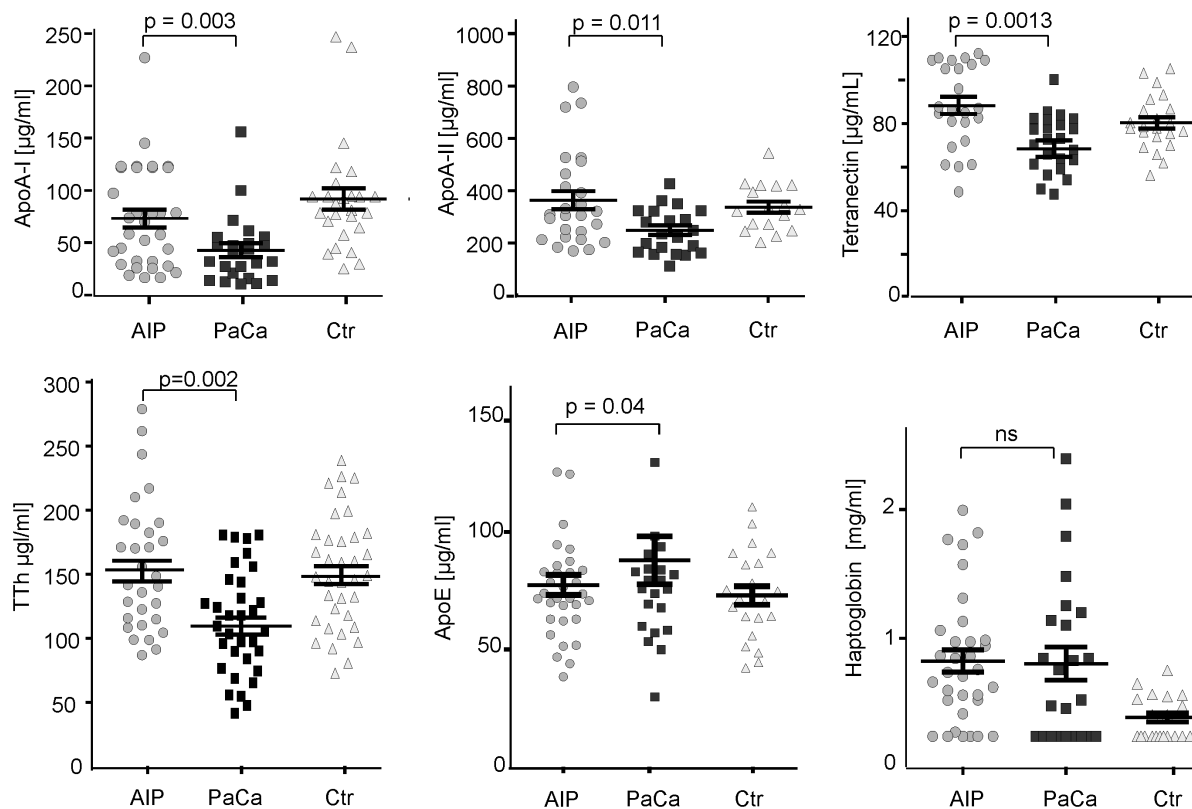 p = 0.003
250
200
150
100
50
0
ApoA-I [µg/ml]
AIP PaCa Ctr
p = 0.011
1000
800
600
400
200
0
ApoA-II [µg/ml]
AIP PaCa Ctr
p = 0.0013
120
80
40
0
Tetranectin [µg/mL]
AIP PaCa Ctr
p=0.002
300
250
200
150
100
50
0
TTh µgl/ml]
AIP PaCa Ctr
p = 0.04
150
100
50
0
ApoE [µg/ml]
AIP PaCa Ctr
ns
2
1
0
Haptoglobin [mg/ml]
AIP PaCa Ctr